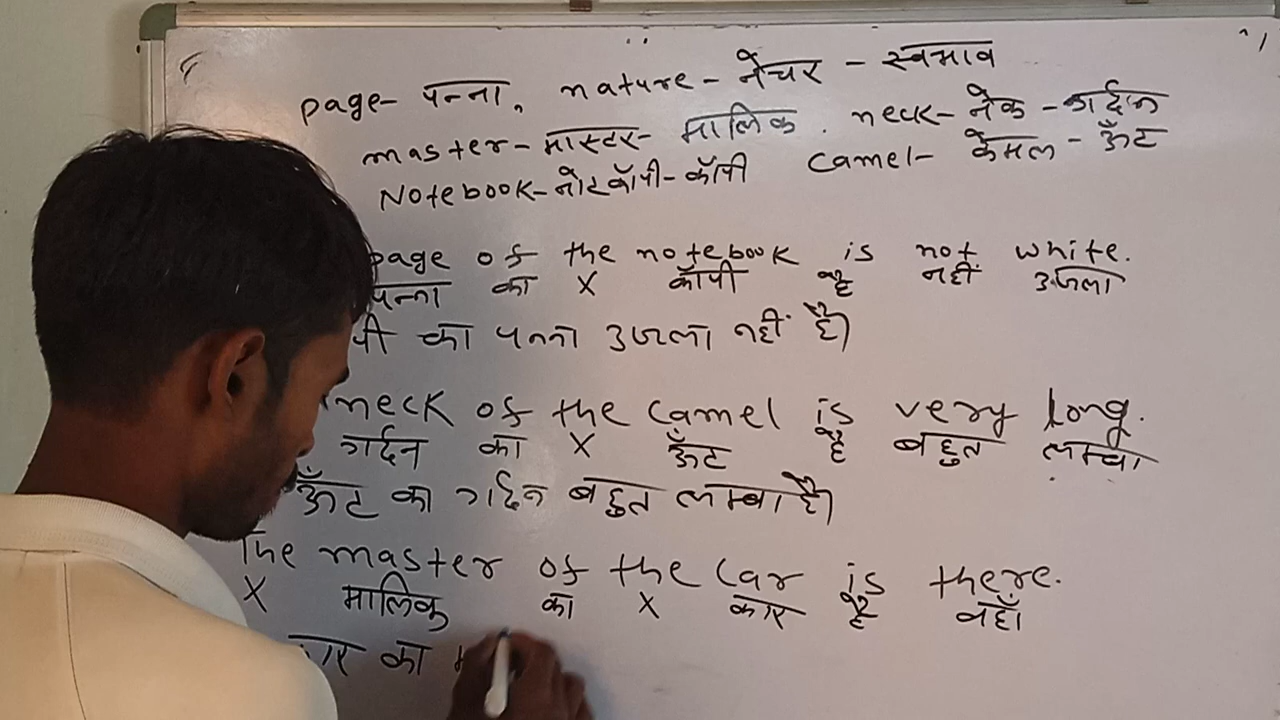 page- पन्ना, nature - नेचर - स्वभाव
master - मास्टर - मालिक. neck - नेक - गर्दन
Notebook - नोटकॉपी - कॉपी camel - कैमल - ऊँट
page of the notebook is not white.
पन्ना का X कॉपी है नहीं उजला
पी का पन्ना उजला नहीं है।
neck of the camel is very long.
गर्दन का X ऊँट है बहुत लम्बा
ऊँट का गर्दन बहुत लम्बा है।
The master of the car is there.
X मालिक का X कार है वहाँ
कार का